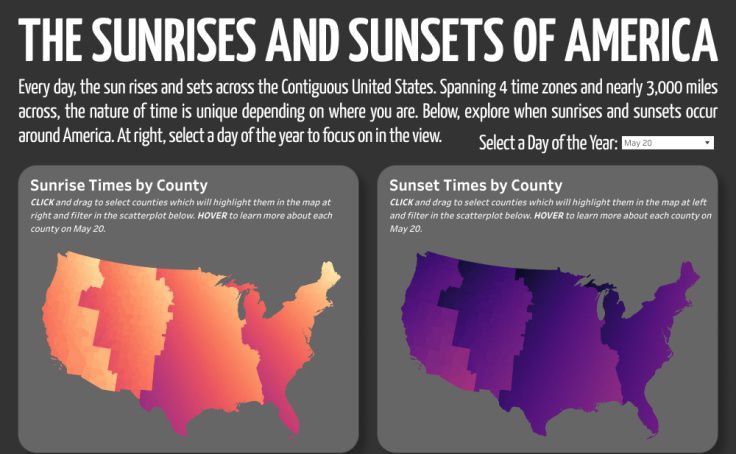 THE SUNRISES AND SUNSETS OF AMERICA
Every day, the sun rises and sets across the Contiguous United States. Spanning 4 time zones and nearly 3,000 miles
across, the nature of time is unique depending on where you are. Below, explore when sunrises and sunsets occur
around America. At right, select a day of the year to focus on in the view.
Select a Day of the Year: May 20
Sunrise Times by County
CLICK and drag to select counties which will highlight them in the map at
right and filter in the scatterplot below. HOVER to learn more about each
county on May 20.
Sunset Times by County
CLICK and drag to select counties which will highlight them in the map at left
and filter in the scatterplot below. HOVER to learn more about each county on
May 20.